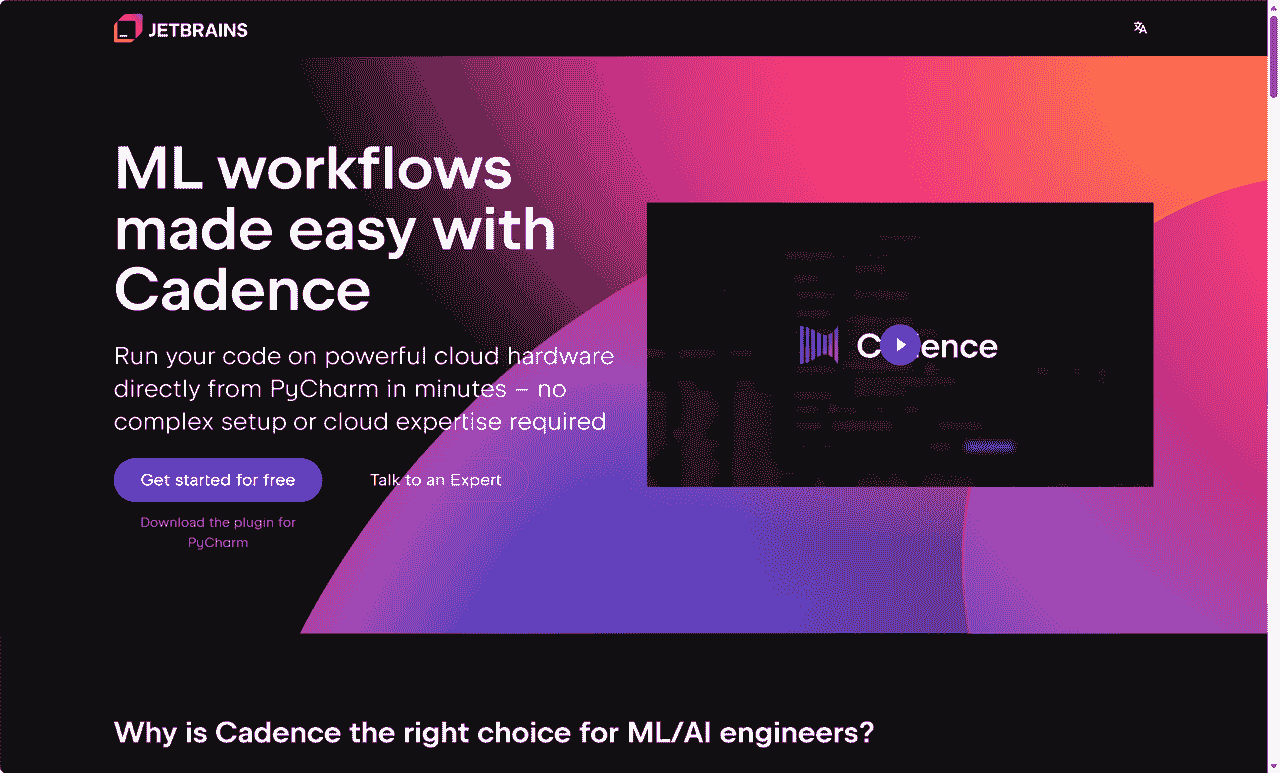 JETBRAINS
ML workflows
made easy with
Cadence
Run your code on powerful cloud hardware
directly from PyCharm in minutes – no
complex setup or cloud expertise required
Get started for free
Talk to an Expert
Download the plugin for
PyCharm
Why is Cadence the right choice for ML/AI engineers?